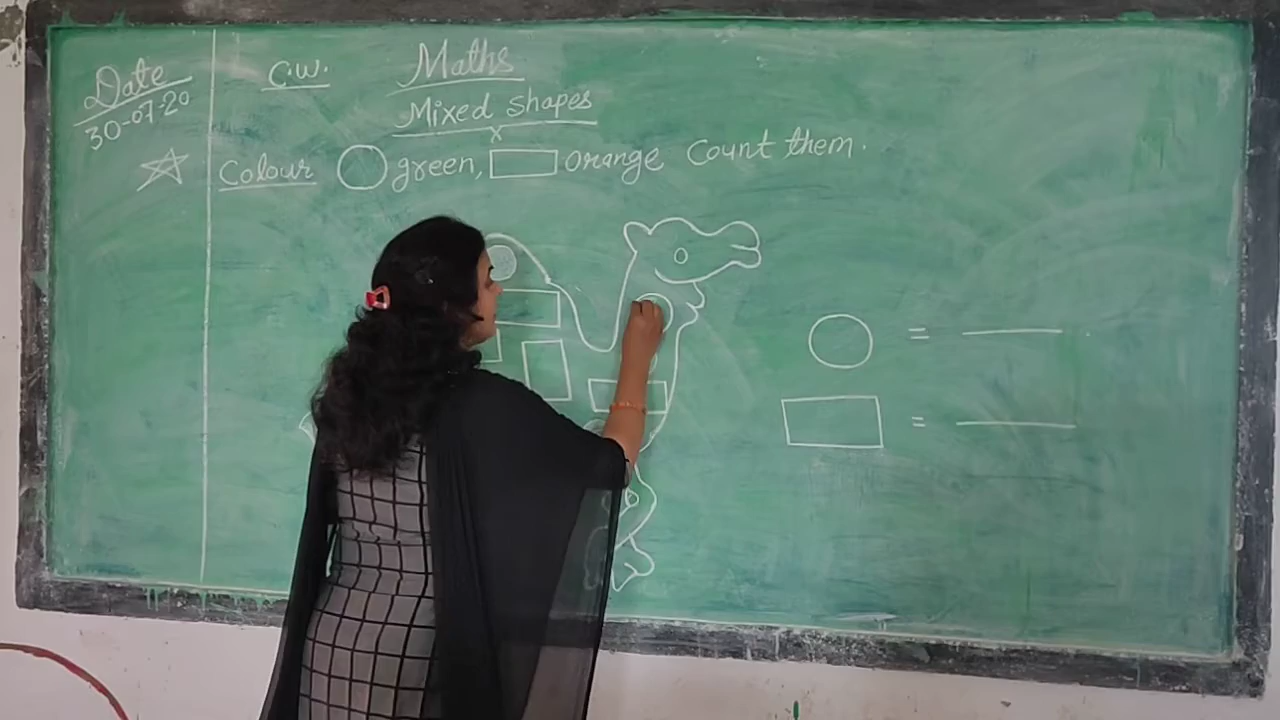 Date
30-07-20
C.W.
Maths
Mixed shapes
x
Colour green, orange Count them.
=
=